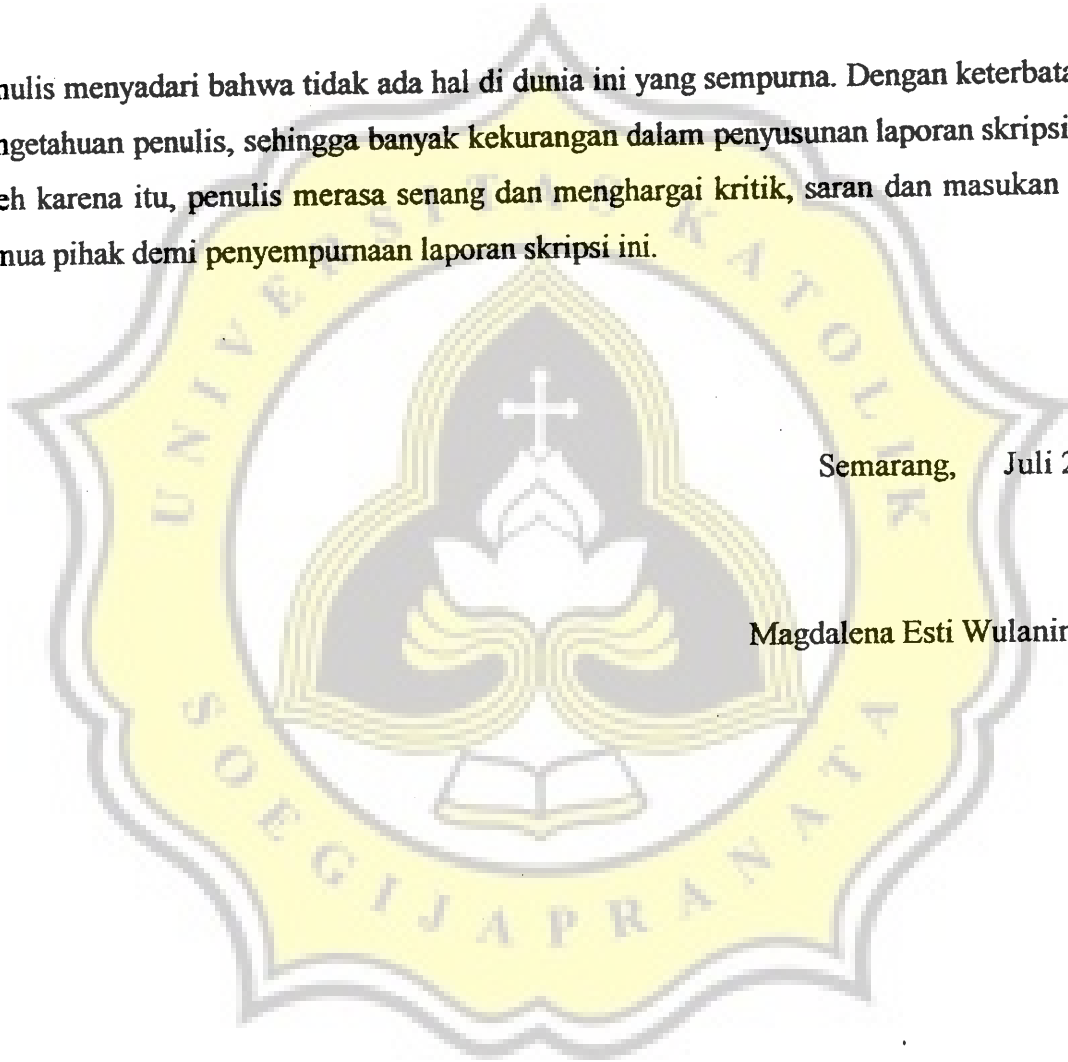 nulis menyadari bahwa tidak ada hal di dunia ini yang sempurna. Dengan keterbata
ngetahuan penulis, sehingga banyak kekurangan dalam penyusunan laporan skripsi
eh karena itu, penulis merasa senang dan menghargai kritik, saran dan masukan
mua pihak demi penyempurnaan laporan skripsi ini.
UNIVERSITAS KATOLIK
Semarang, Juli 2
Magdalena Esti Wulanin
SOEGIJAPRANATA